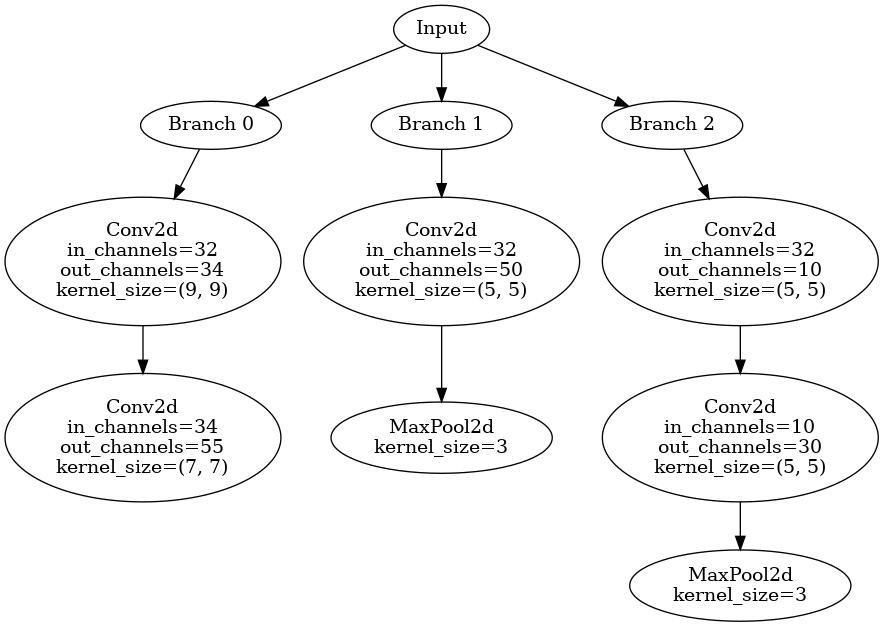 Input
Branch 0
Branch 1
Branch 2
Conv2d
in_channels=32
out_channels=34
kernel_size=(9, 9)
Conv2d
in_channels=32
out_channels=50
kernel_size=(5, 5)
Conv2d
in_channels=32
out_channels=10
kernel_size=(5, 5)
Conv2d
in_channels=34
out_channels=55
kernel_size=(7, 7)
MaxPool2d
kernel_size=3
Conv2d
in_channels=10
out_channels=30
kernel_size=(5, 5)
MaxPool2d
kernel_size=3